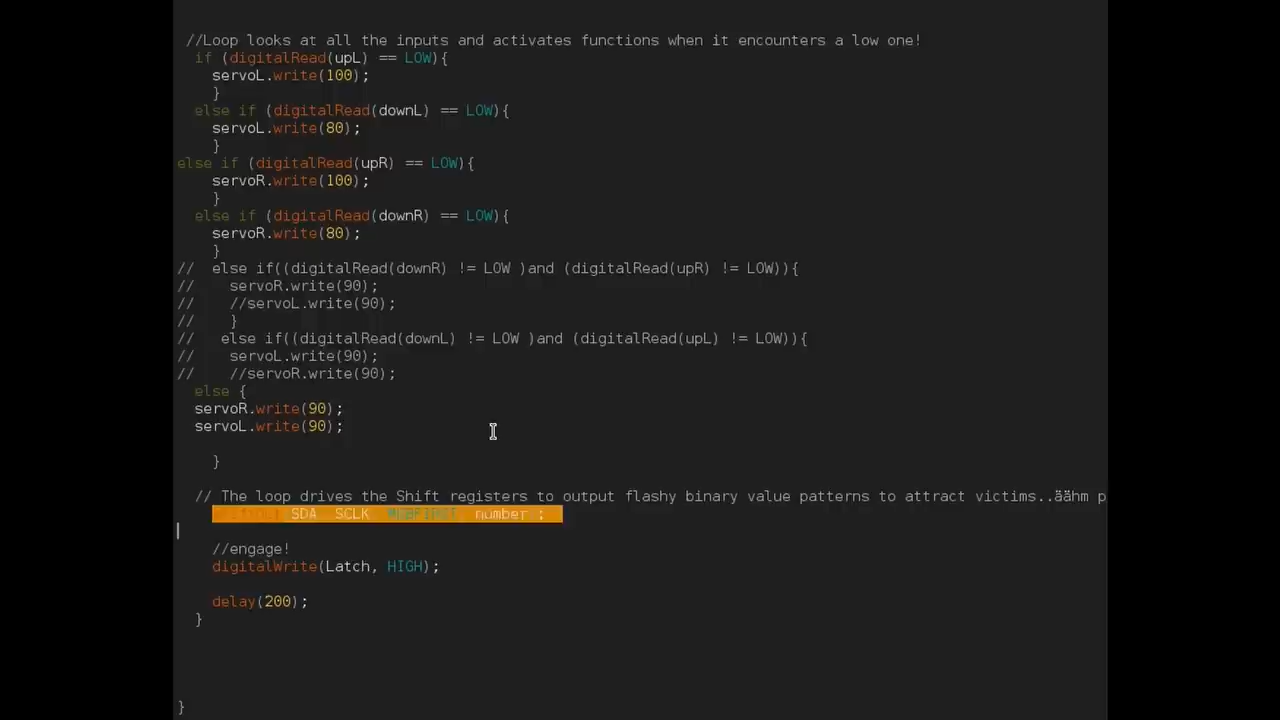 //Loop looks at all the inputs and activates functions when it encounters a low one!
if (digitalRead(upL) == LOW){
servoL.write(100);
}
else if (digitalRead(downL) == LOW){
servoL.write(80);
}
else if (digitalRead(upR) == LOW){
servoR.write(100);
}
else if (digitalRead(downR) == LOW){
servoR.write(80);
}
//  else if((digitalRead(downR) != LOW )and (digitalRead(upR) != LOW)){
//    servoR.write(90);
//    //servoL.write(90);
//    }
//   else if((digitalRead(downL) != LOW )and (digitalRead(upL) != LOW)){
//    servoL.write(90);
//    //servoR.write(90);
else {
servoR.write(90);
servoL.write(90);
}
// The loop drives the Shift registers to output flashy binary value patterns to attract victims..äähm p
SDA  SCLK  number ;
//engage!
digitalWrite(Latch, HIGH);
delay(200);
}
}